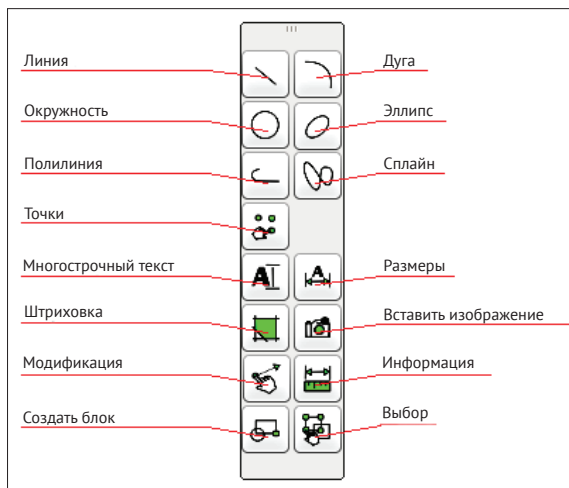 Линия
Дуга
Окружность
Эллипс
Полилиния
Сплайн
Точки
Многострочный текст
Размеры
Штриховка
Вставить изображение
Модификация
Информация
Создать блок
Выбор